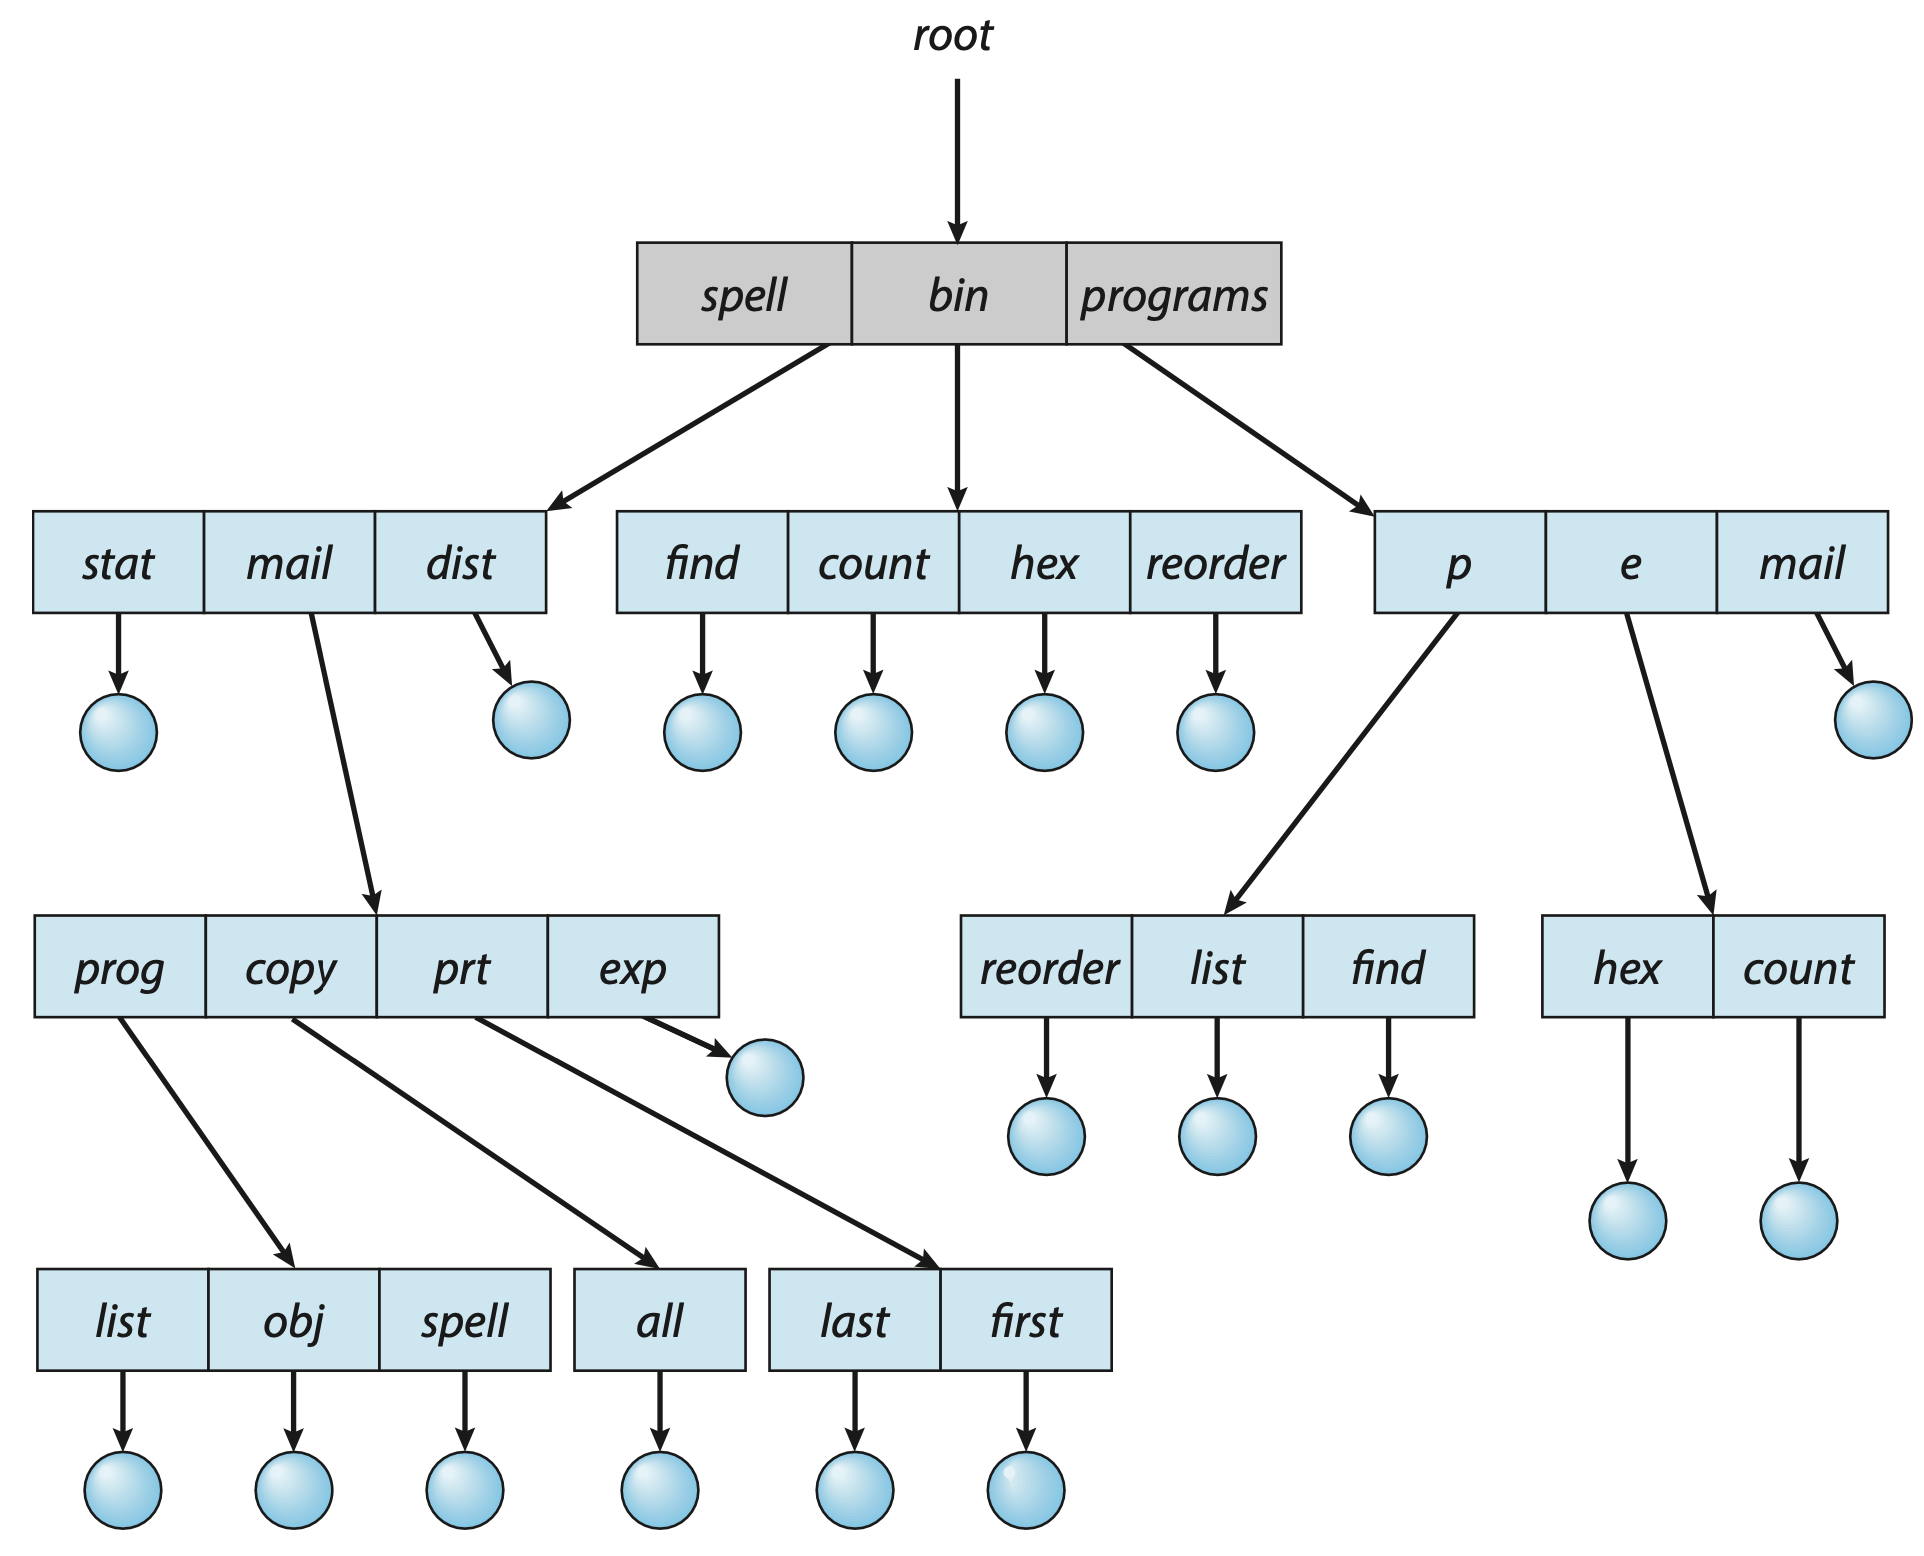 root
spell bin programs
stat mail dist find count hex reorder p e mail
prog copy prt exp reorder list find hex count
list obj spell all last first